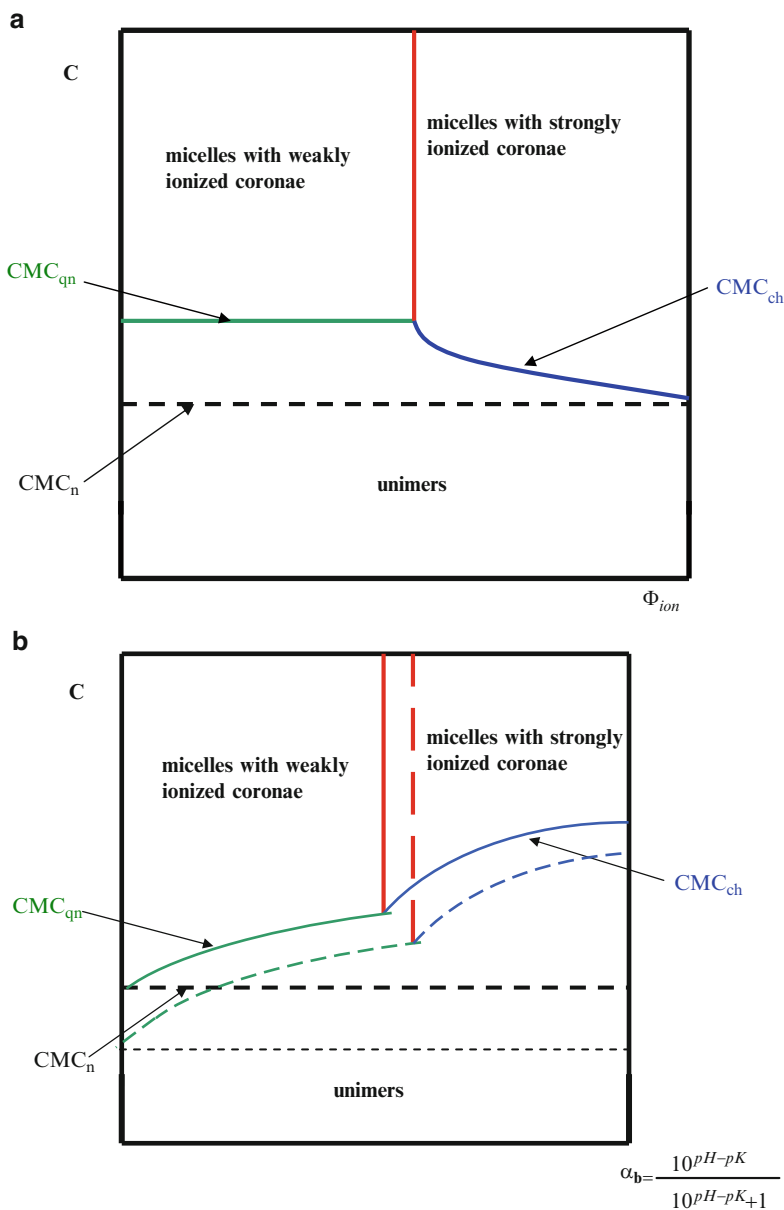 a
C
micelles with weakly
ionized coronae
micelles with strongly
ionized coronae
CMCqn
CMCch
CMCn
unimers
Φion
b
C
micelles with weakly
ionized coronae
micelles with strongly
ionized coronae
CMCqn
CMCch
CMCn
unimers
αb= 10^pH–pK
10^pH–pK+1